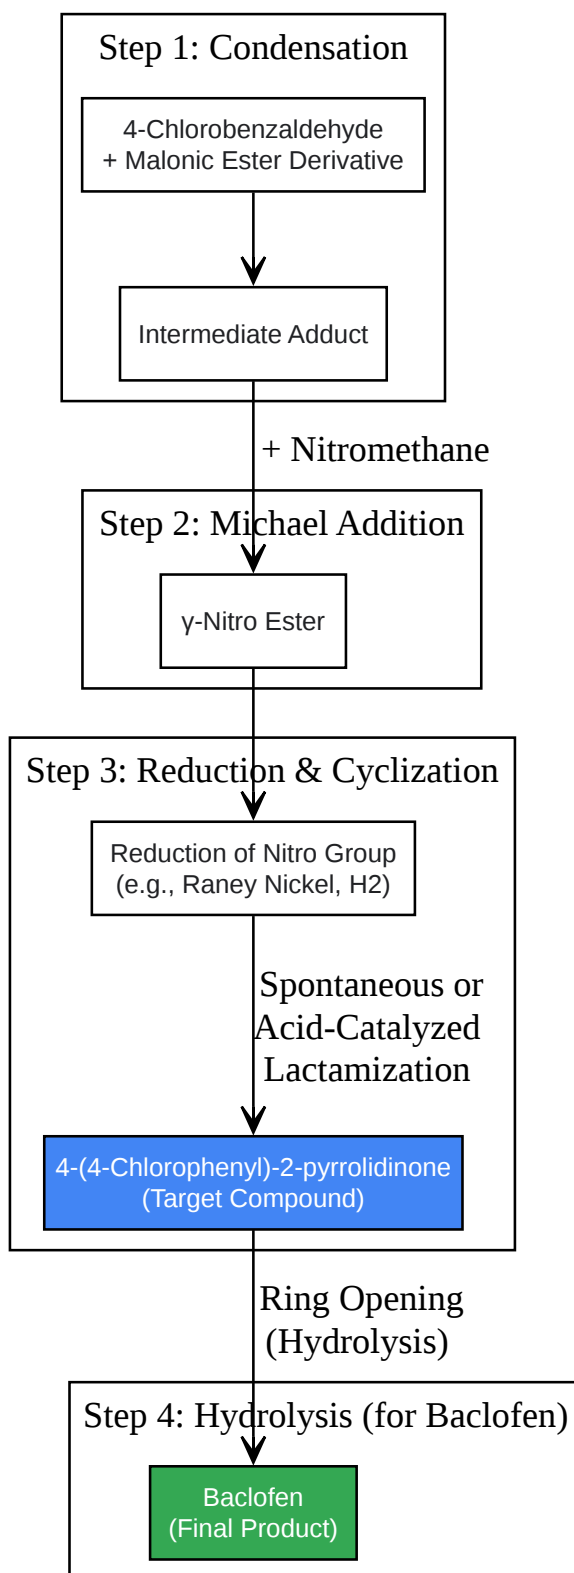 Step 1: Condensation
4-Chlorobenzaldehyde
+ Malonic Ester Derivative
Intermediate Adduct
+ Nitromethane
Step 2: Michael Addition
γ-Nitro Ester
Step 3: Reduction & Cyclization
Reduction of Nitro Group
(e.g., Raney Nickel, H2)
Spontaneous or
Acid-Catalyzed
Lactamization
4-(4-Chlorophenyl)-2-pyrrolidinone
(Target Compound)
Ring Opening
(Hydrolysis)
Step 4: Hydrolysis (for Baclofen)
Baclofen
(Final Product)